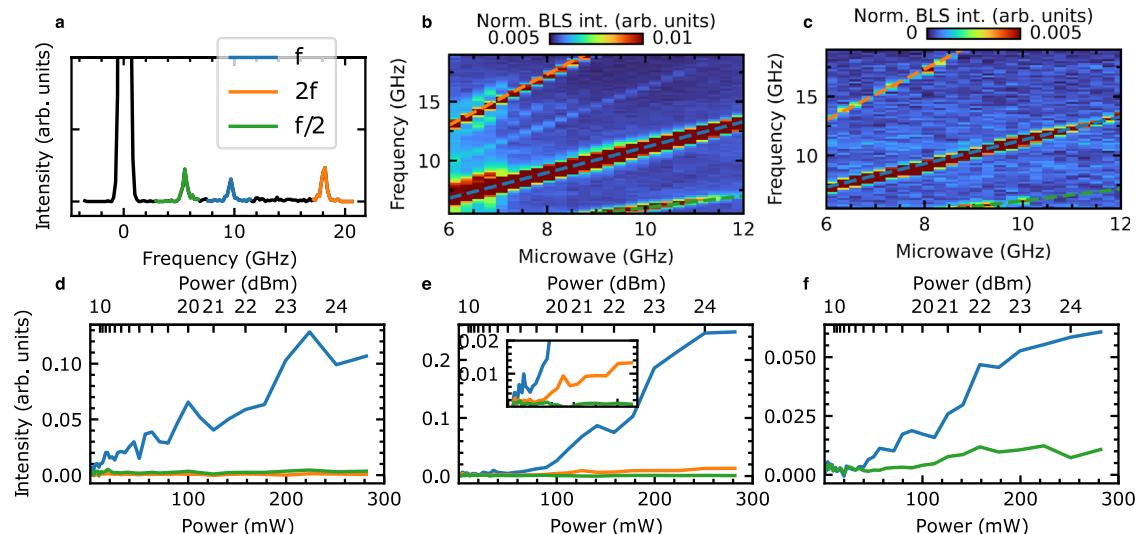 a
Intensity (arb. units)
f
2f
f/2
0
10
20
Frequency (GHz)
b
Norm. BLS int. (arb. units)
0.005 0.01
Frequency (GHz)
15
10
6 8 10 12
Microwave (GHz)
c
Norm. BLS int. (arb. units)
0 0.005
Frequency (GHz)
15
10
6 8 10 12
Microwave (GHz)
d
Power (dBm)
10 20 21 22 23 24
Intensity (arb. units)
0.10
0.05
0.00
0 100 200 300
Power (mW)
e
Power (dBm)
10 20 21 22 23 24
0.2
0.1
0.0
0.02
0.01
100 200 300
Power (mW)
f
Power (dBm)
10 20 21 22 23 24
0.050
0.025
0.000
100 200 300
Power (mW)